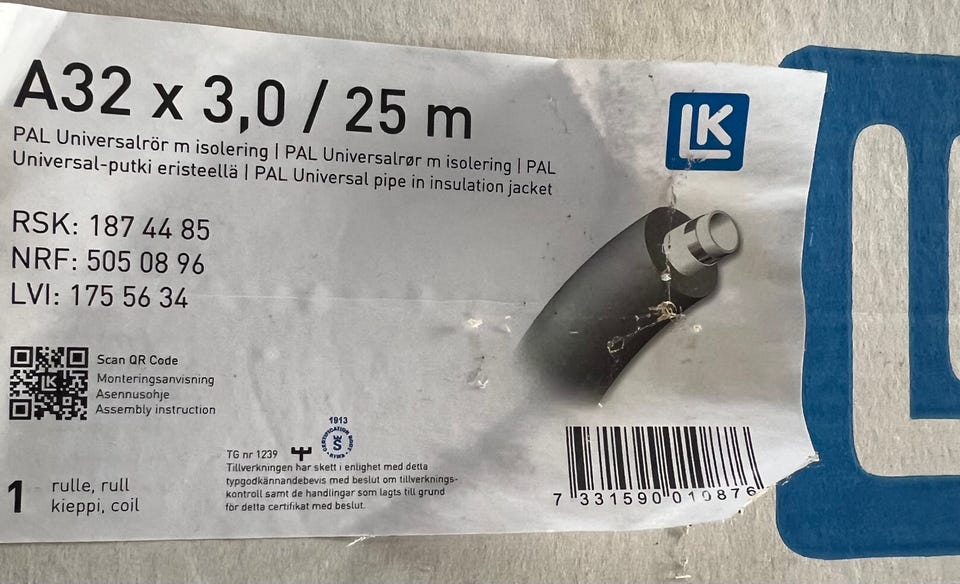 A32 x 3,0 / 25 m
PAL Universalrör m isolering | PAL Universalrør m isolering | PAL
Universal-putki eristeellä | PAL Universal pipe in insulation jacket
LK
RSK: 187 44 85
NRF: 505 08 96
LVI: 175 56 34
LK
Scan QR Code
Monteringsanvisning
Asennusohje
Assembly instruction
1 rulle, rull
kieppi, coil
1913
CERTIFICATION BODY
TG nr 1239
Tillverkningen har skett i enlighet med detta
typgodkännandebevis med beslut om tillverknings-
kontroll samt de handlingar som lagts till grund
för detta certifikat med beslut.
7 331590 010876